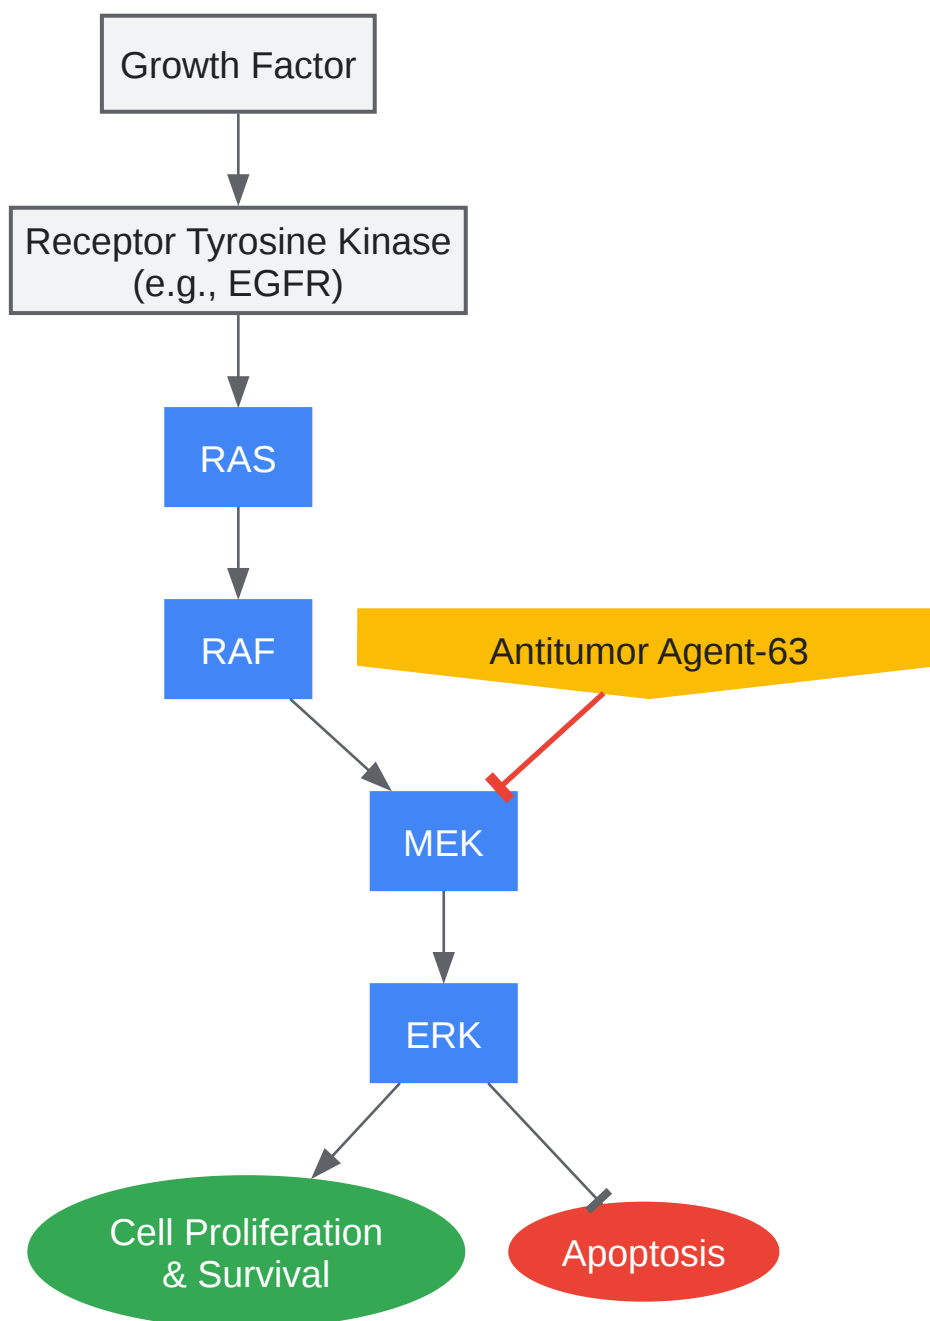 Growth Factor
Receptor Tyrosine Kinase
(e.g., EGFR)
RAS
RAF
Antitumor Agent-63
MEK
ERK
Cell Proliferation
& Survival
Apoptosis